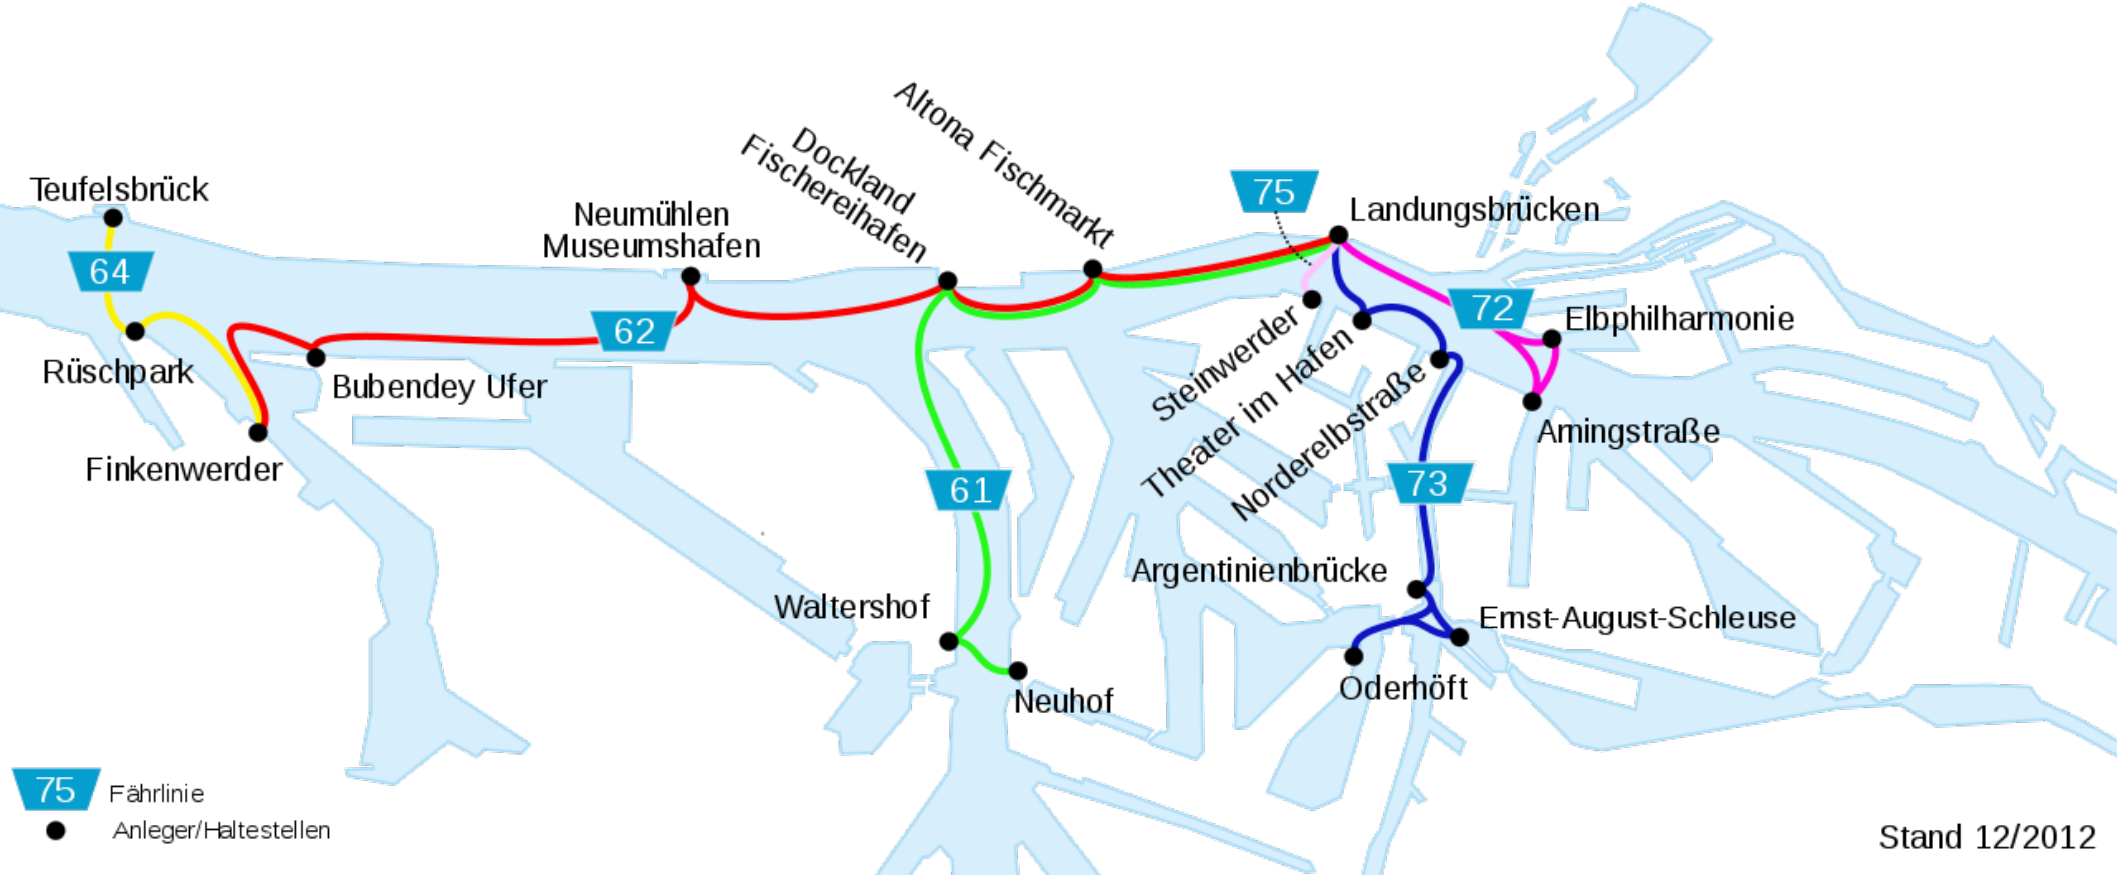 Altona Fischmarkt
Dockland
Fischereihafen
75
Teufelsbrück
Landungsbrücken
Neumühlen
Museumshafen
64
72
62
Elbphilharmonie
Steinwerder
Rüschpark
Theater im Hafen
Bubendey Ufer
Norderelbstraße
Amingstraße
Finkenwerder
61
73
Argentinienbrücke
Waltershof
Ernst-August-Schleuse
Oderhöft
Neuhof
75 Fährlinie
Anleger/Haltestellen
Stand 12/2012